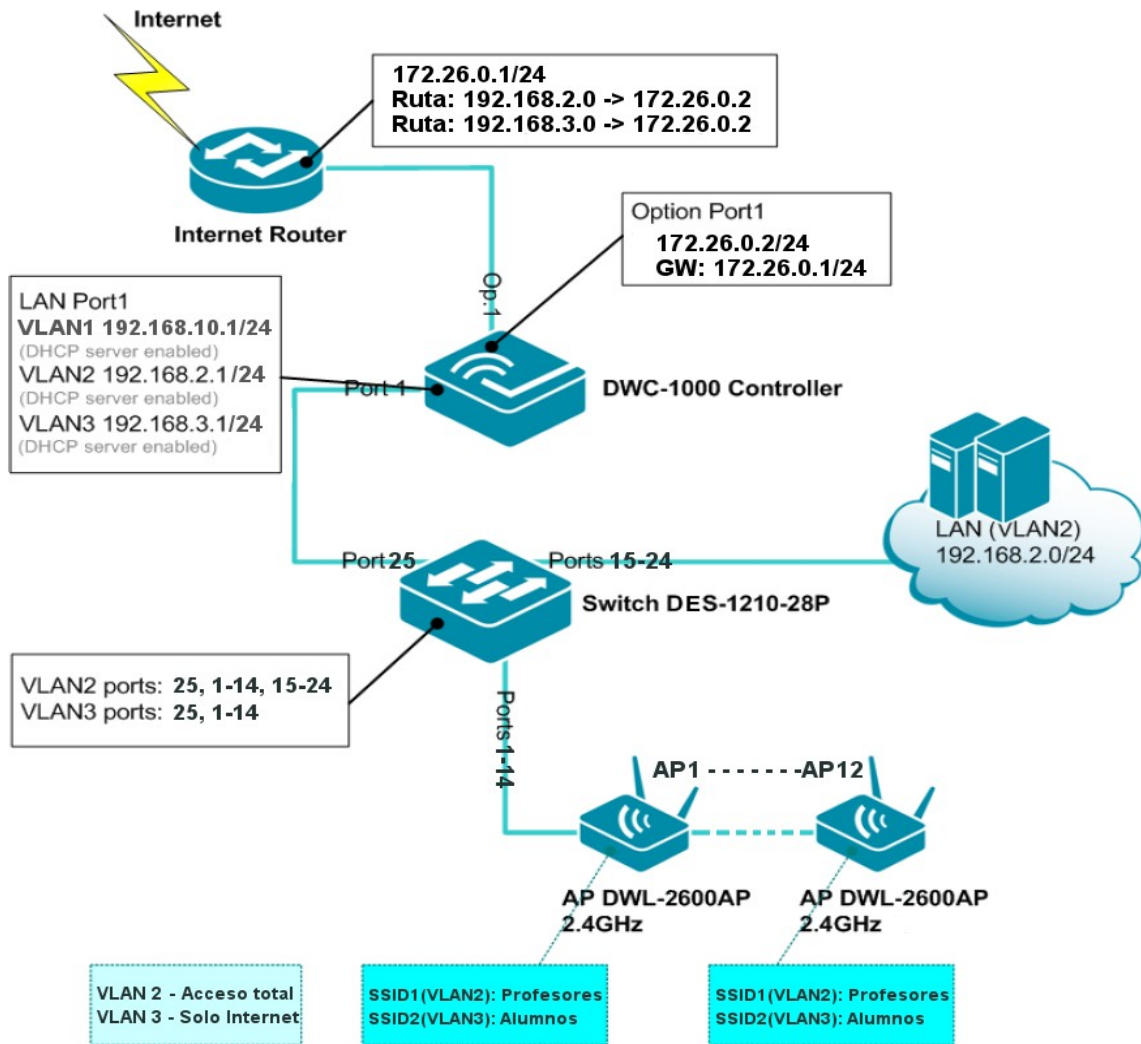 Internet
172.26.0.1/24
Ruta: 192.168.2.0 -> 172.26.0.2
Ruta: 192.168.3.0 -> 172.26.0.2
Internet Router
Option Port1
172.26.0.2/24
GW: 172.26.0.1/24
Op.1
LAN Port1
VLAN1 192.168.10.1/24
(DHCP server enabled)
VLAN2 192.168.2.1/24
(DHCP server enabled)
VLAN3 192.168.3.1/24
(DHCP server enabled)
Port 1
DWC-1000 Controller
LAN (VLAN2)
192.168.2.0/24
Port 25
Ports 15-24
Switch DES-1210-28P
VLAN2 ports: 25, 1-14, 15-24
VLAN3 ports: 25, 1-14
Ports 1-14
AP1 - - - - - - -AP12
AP DWL-2600AP
2.4GHz
AP DWL-2600AP
2.4GHz
VLAN 2 - Acceso total
VLAN 3 - Solo Internet
SSID1(VLAN2): Profesores
SSID2(VLAN3): Alumnos
SSID1(VLAN2): Profesores
SSID2(VLAN3): Alumnos